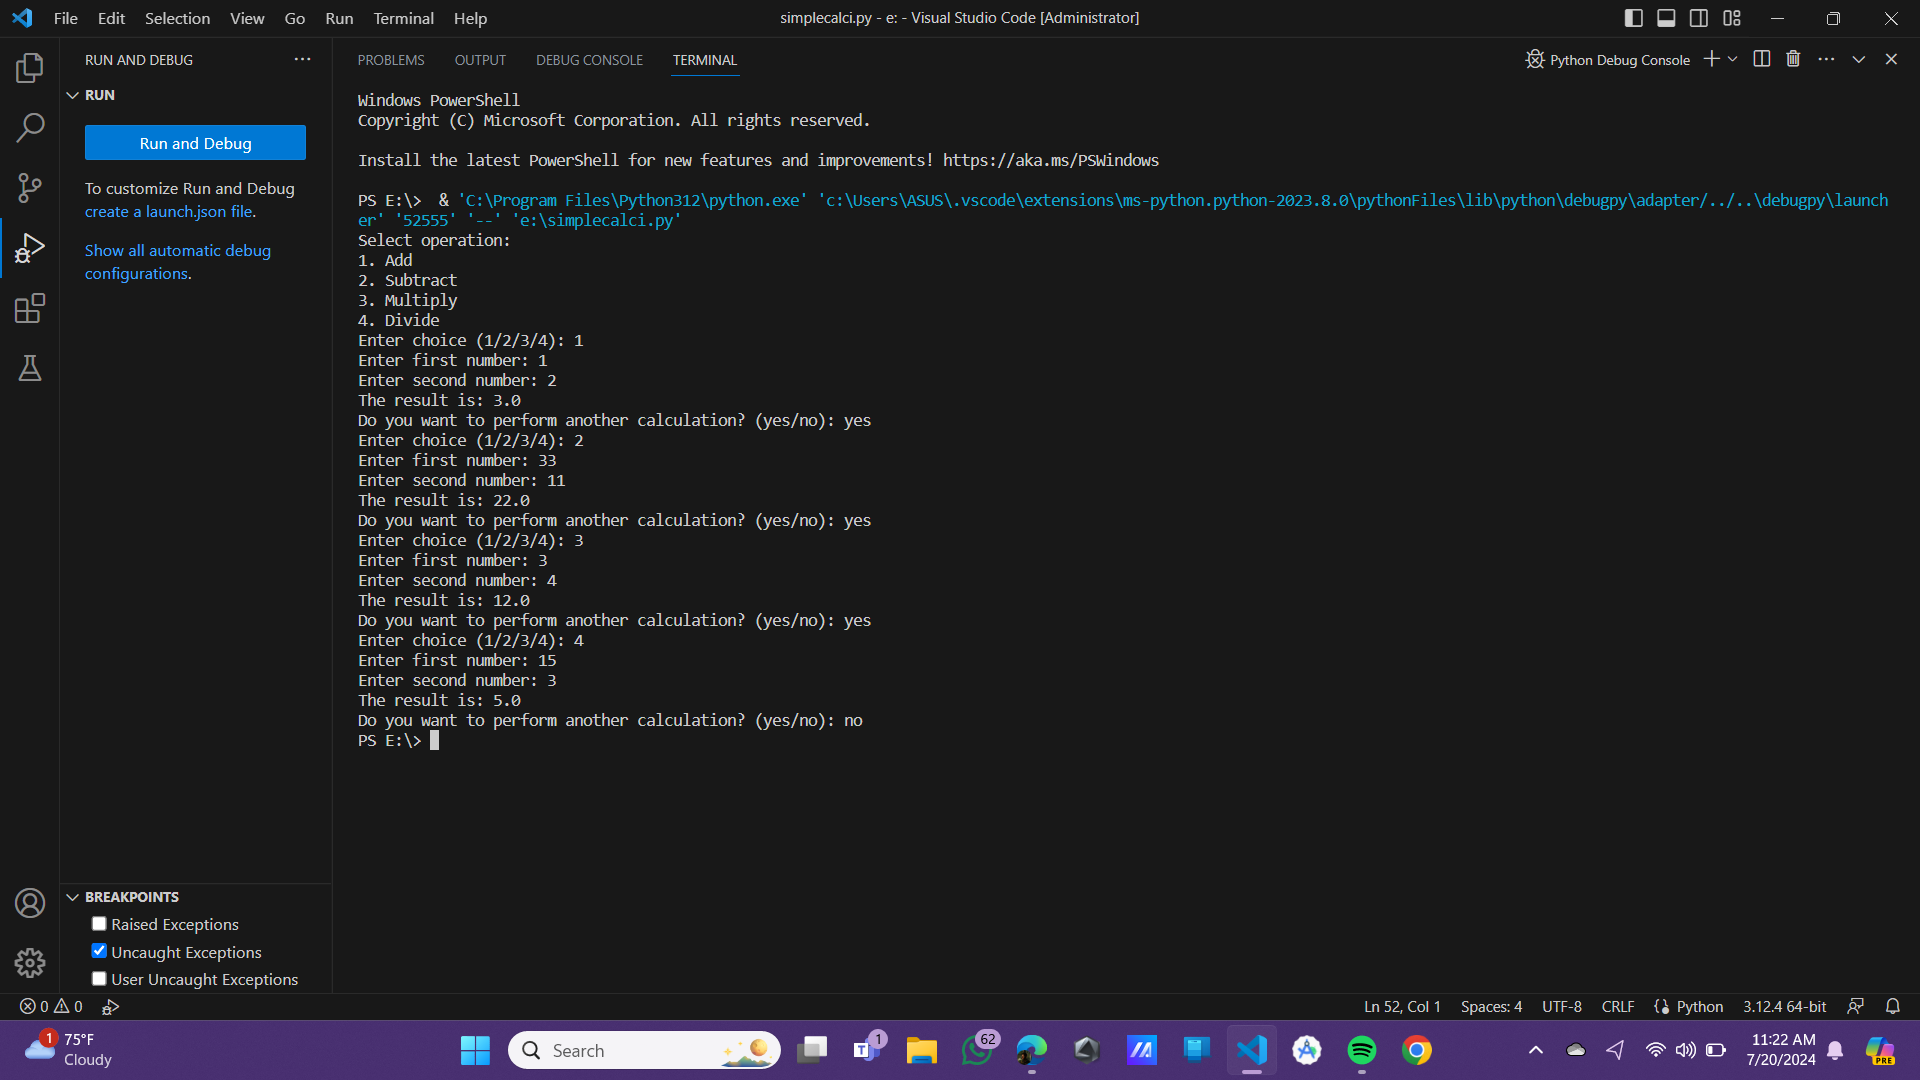 File Edit Selection View Go Run Terminal Help
simplecalci.py - e: - Visual Studio Code [Administrator]
RUN AND DEBUG
RUN
Run and Debug
To customize Run and Debug
create a launch.json file.
Show all automatic debug
configurations.
PROBLEMS OUTPUT DEBUG CONSOLE TERMINAL
Python Debug Console
Windows PowerShell
Copyright (C) Microsoft Corporation. All rights reserved.
Install the latest PowerShell for new features and improvements! https://aka.ms/PSWindows
PS E:\>  & 'C:\Program Files\Python312\python.exe' 'c:\Users\ASUS\.vscode\extensions\ms-python.python-2023.8.0\pythonFiles\lib\python\debugpy\adapter/../..\debugpy\launch
er' '52555' '--' 'e:\simplecalci.py'
Select operation:
1. Add
2. Subtract
3. Multiply
4. Divide
Enter choice (1/2/3/4): 1
Enter first number: 1
Enter second number: 2
The result is: 3.0
Do you want to perform another calculation? (yes/no): yes
Enter choice (1/2/3/4): 2
Enter first number: 33
Enter second number: 11
The result is: 22.0
Do you want to perform another calculation? (yes/no): yes
Enter choice (1/2/3/4): 3
Enter first number: 3
Enter second number: 4
The result is: 12.0
Do you want to perform another calculation? (yes/no): yes
Enter choice (1/2/3/4): 4
Enter first number: 15
Enter second number: 3
The result is: 5.0
Do you want to perform another calculation? (yes/no): no
PS E:\>
BREAKPOINTS
Raised Exceptions
Uncaught Exceptions
User Uncaught Exceptions
0 0
Ln 52, Col 1 Spaces: 4 UTF-8 CRLF Python 3.12.4 64-bit
1
75°F
Cloudy
Search
1
62
11:22 AM
7/20/2024
PRE